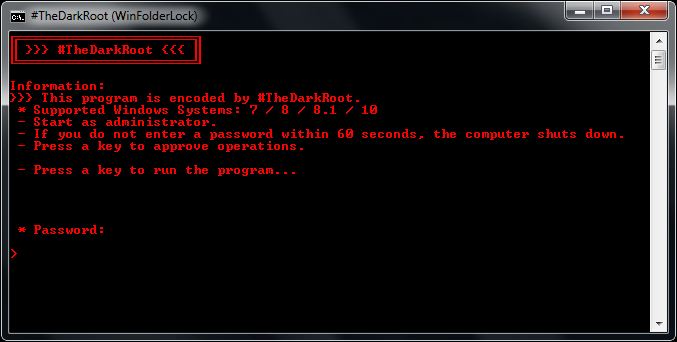 #TheDarkRoot (WinFolderLock)
>>> #TheDarkRoot {{{
Information:
>>> This program is encoded by #TheDarkRoot.
* Supported Windows Systems: 7 / 8 / 8.1 / 10
- Start as administrator.
- If you do not enter a password within 60 seconds, the computer shuts down.
- Press a key to approve operations.
- Press a key to run the program...
* Password:
>